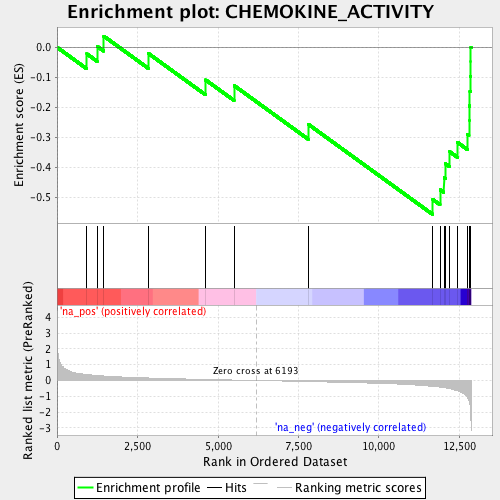 Enrichment plot: CHEMOKINE_ACTIVITY
Enrichment score (ES)
0.0
-0.1
-0.2
-0.3
-0.4
-0.5
'na_pos' (positively correlated)
Ranked list metric (PreRanked)
4
3
2
1
0
-1
-2
-3
Zero cross at 6193
'na_neg' (negatively correlated)
0
2,500
5,000
7,500
10,000
12,500
Rank in Ordered Dataset
Enrichment profile
Hits
Ranking metric scores